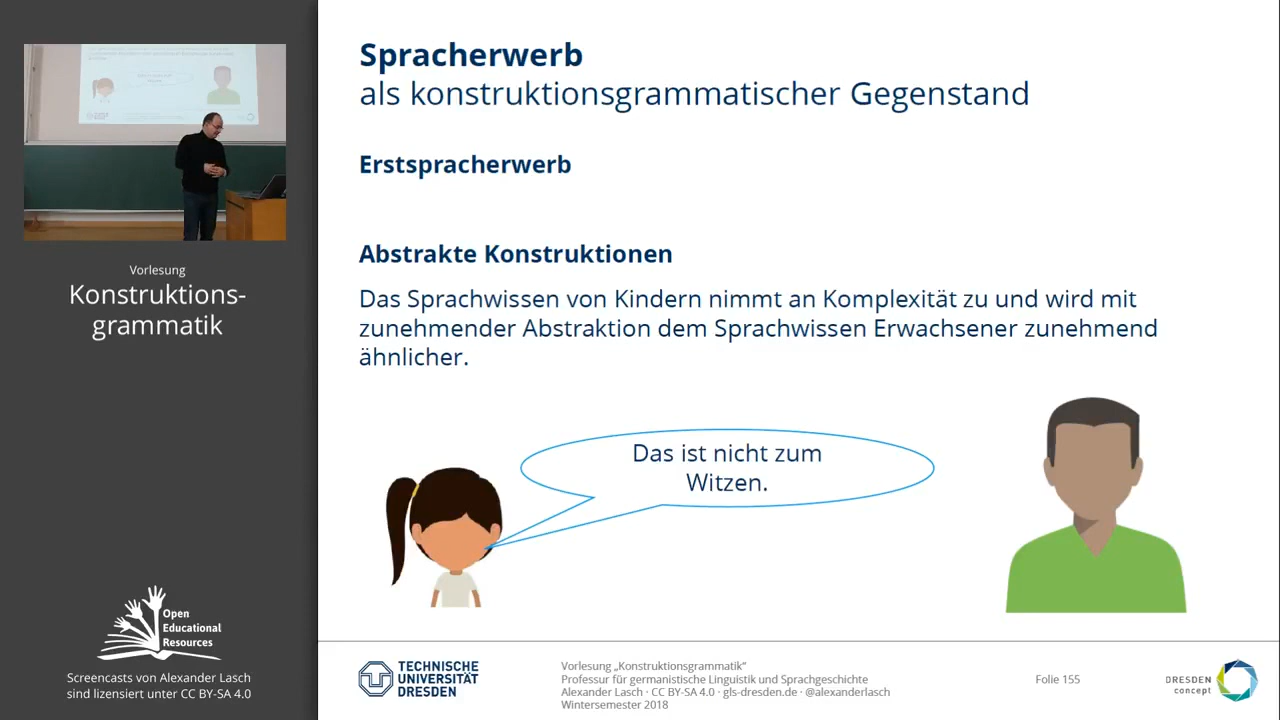 Vorlesung
Konstruktions-
grammatik
Open
Educational
Resources
Screencasts von Alexander Lasch
sind lizensiert unter CC BY-SA 4.0
Spracherwerb
als konstruktionsgrammatischer Gegenstand
Erstspracherwerb
Abstrakte Konstruktionen
Das Sprachwissen von Kindern nimmt an Komplexität zu und wird mit
zunehmender Abstraktion dem Sprachwissen Erwachsener zunehmend
ähnlicher.
Das ist nicht zum
Witzen.
TECHNISCHE
UNIVERSITÄT
DRESDEN
Vorlesung „Konstruktionsgrammatik“
Professur für germanistische Linguistik und Sprachgeschichte
Alexander Lasch · CC BY-SA 4.0 · gls-dresden.de · @alexanderlasch
Wintersemester 2018
Folie 155
DRESDEN
concept